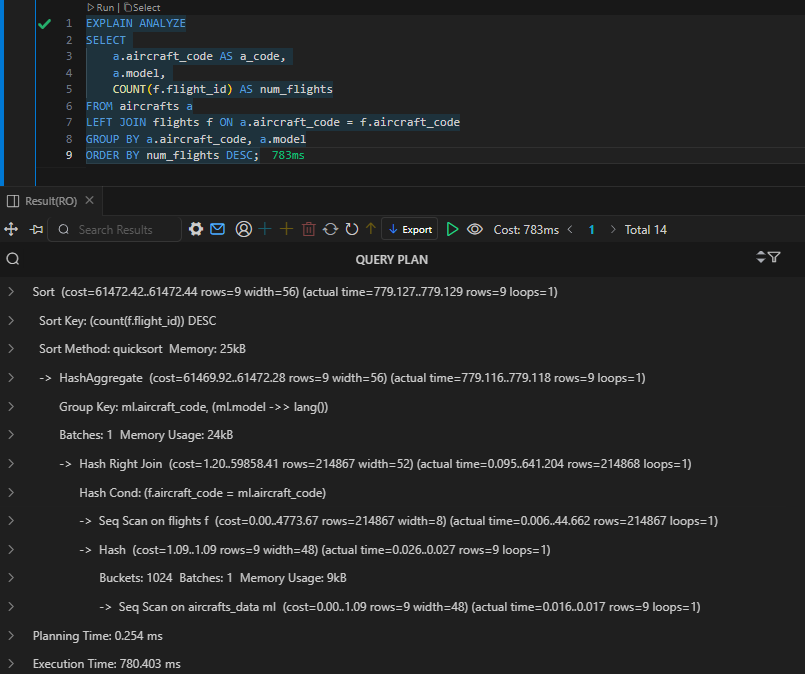 Run | Select
1 EXPLAIN ANALYZE
2 SELECT
3 a.aircraft_code AS a_code,
4 a.model,
5 COUNT(f.flight_id) AS num_flights
6 FROM aircrafts a
7 LEFT JOIN flights f ON a.aircraft_code = f.aircraft_code
8 GROUP BY a.aircraft_code, a.model
9 ORDER BY num_flights DESC; 783ms
Result(RO)
Search Results Export Cost: 783ms < 1 > Total 14
QUERY PLAN
Sort (cost=61472.42..61472.44 rows=9 width=56) (actual time=779.127..779.129 rows=9 loops=1)
Sort Key: (count(f.flight_id)) DESC
Sort Method: quicksort Memory: 25kB
-> HashAggregate (cost=61469.92..61472.28 rows=9 width=56) (actual time=779.116..779.118 rows=9 loops=1)
Group Key: ml.aircraft_code, (ml.model ->> lang())
Batches: 1 Memory Usage: 24kB
-> Hash Right Join (cost=1.20..59858.41 rows=214867 width=52) (actual time=0.095..641.204 rows=214868 loops=1)
Hash Cond: (f.aircraft_code = ml.aircraft_code)
-> Seq Scan on flights f (cost=0.00..4773.67 rows=214867 width=8) (actual time=0.006..44.662 rows=214867 loops=1)
-> Hash (cost=1.09..1.09 rows=9 width=48) (actual time=0.026..0.027 rows=9 loops=1)
Buckets: 1024 Batches: 1 Memory Usage: 9kB
-> Seq Scan on aircrafts_data ml (cost=0.00..1.09 rows=9 width=48) (actual time=0.016..0.017 rows=9 loops=1)
Planning Time: 0.254 ms
Execution Time: 780.403 ms